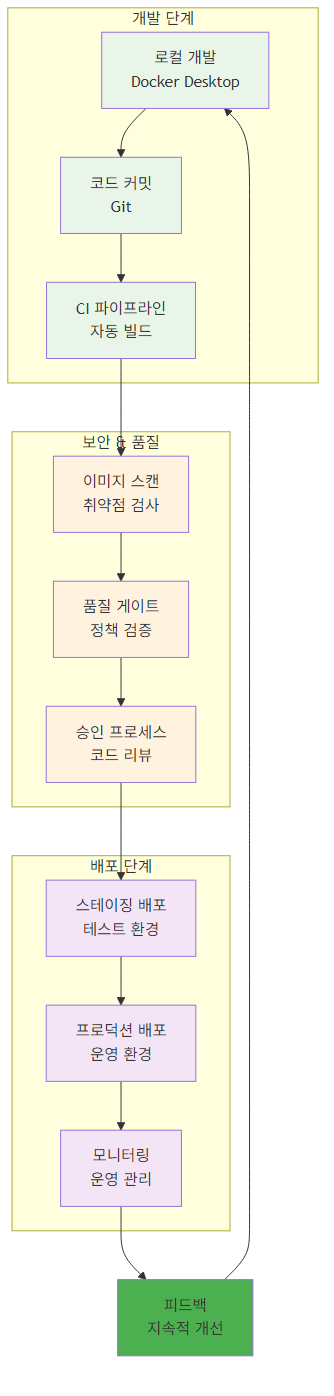 개발 단계
로컬 개발
Docker Desktop
코드 커밋
Git
CI 파이프라인
자동 빌드
보안 & 품질
이미지 스캔
취약점 검사
품질 게이트
정책 검증
승인 프로세스
코드 리뷰
배포 단계
스테이징 배포
테스트 환경
프로덕션 배포
운영 환경
모니터링
운영 관리
피드백
지속적 개선